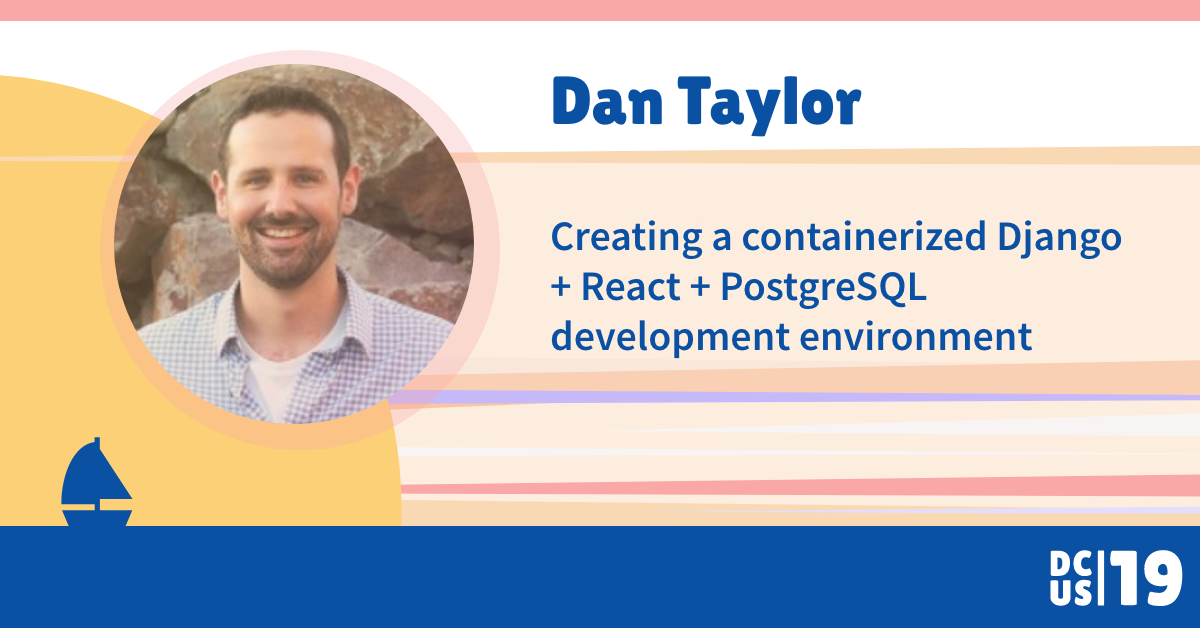 Dan Taylor
Creating a containerized Django
+ React + PostgreSQL
development environment
DC
US
19